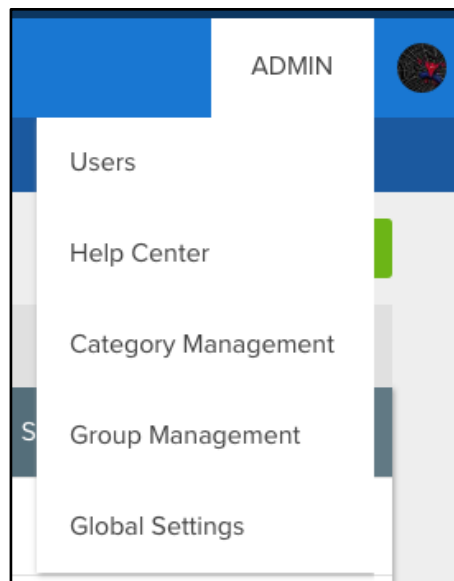 ADMIN
Users
Help Center
Category Management
S
Group Management
Global Settings